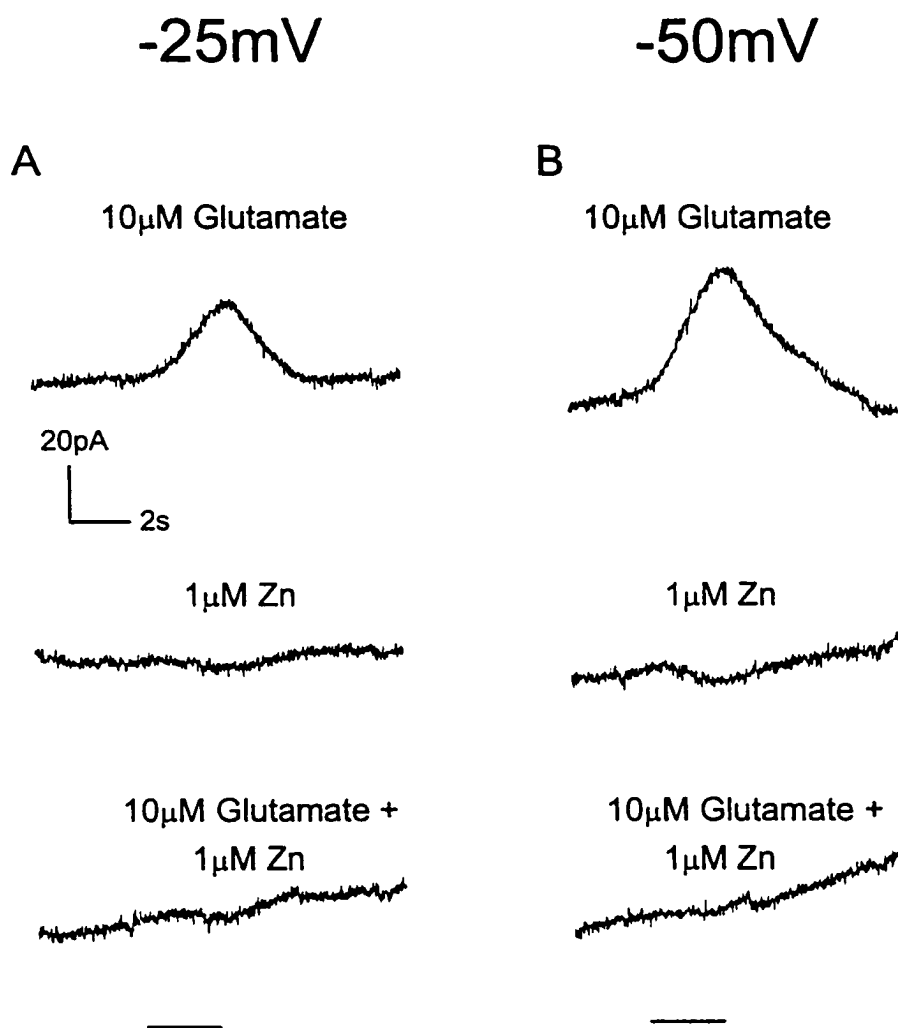 -25mV
-50mV
A
B
10μM Glutamate
10μM Glutamate
20pA
2s
1μM Zn
1μM Zn
10μM Glutamate +
1μM Zn
10μM Glutamate +
1μM Zn